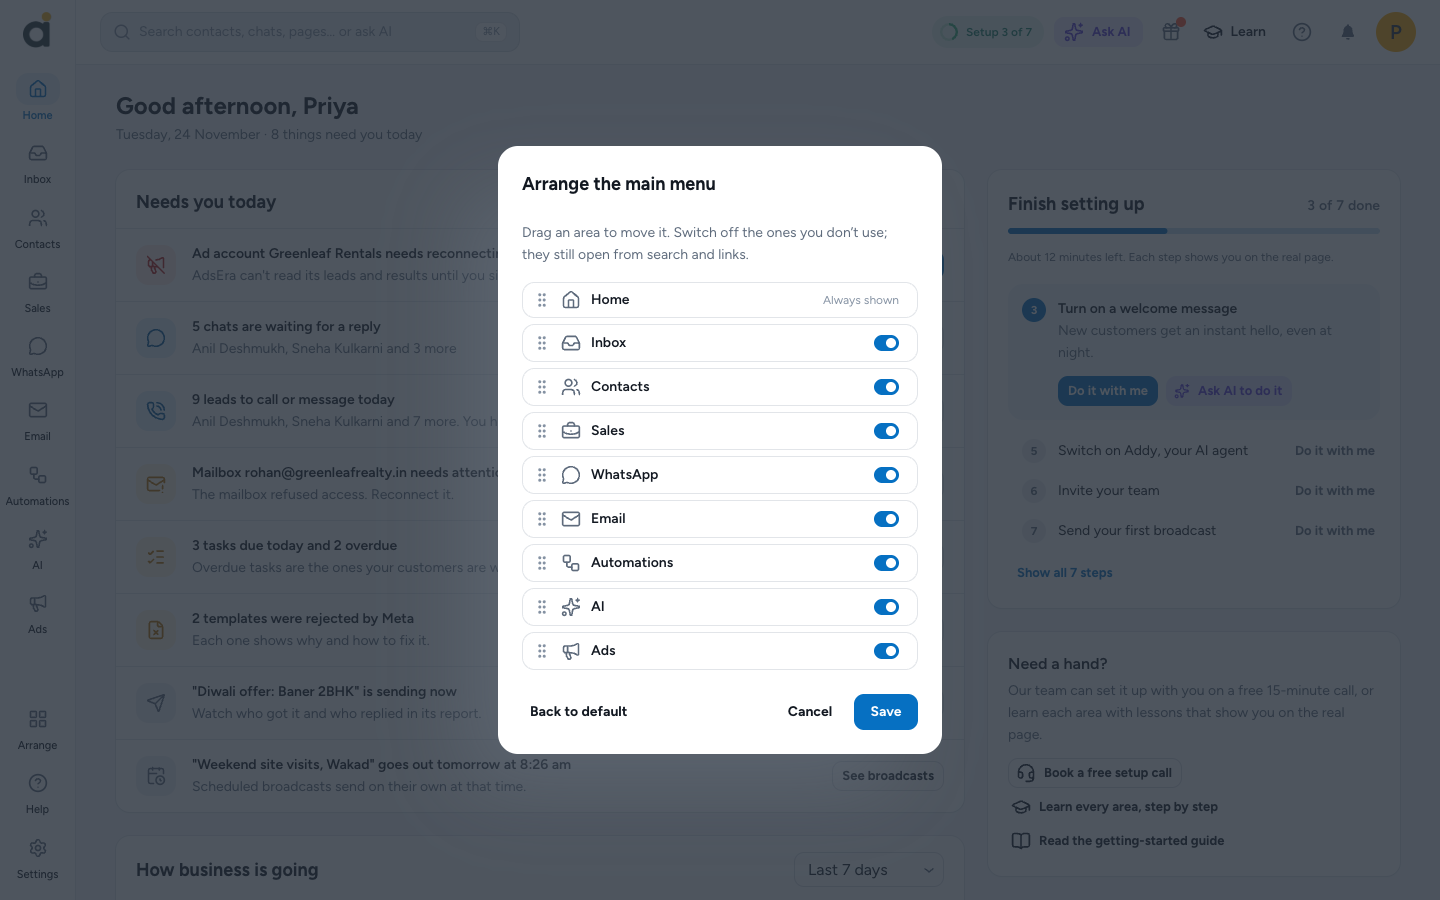 Search contacts, chats, pages... or ask AI
⌘K
Setup 3 of 7
Ask AI
Learn
P
Home
Inbox
Contacts
Sales
WhatsApp
Email
Automations
AI
Ads
Arrange
Help
Settings
Good afternoon, Priya
Tuesday, 24 November · 8 things need you today
Needs you today
Ad account Greenleaf Rentals needs
AdsEra can't read its leads and results until you
5 chats are waiting for a reply
Anil Deshmukh, Sneha Kulkarni and 3 more
9 leads to call or message today
Anil Deshmukh, Sneha Kulkarni and 7 more. You
Mailbox rohan@greenleafrealty.in needs
The mailbox refused access. Reconnect it.
3 tasks due today and 2 overdue
Overdue tasks are the ones your customers are
2 templates were rejected by Meta
Each one shows why and how to fix it.
"Diwali offer: Baner 2BHK" is sending now
Watch who got it and who replied in its report.
"Weekend site visits, Wakad" goes out tomorrow at 8:26 am
Scheduled broadcasts send on their own at that time.
See broadcasts
How business is going
Last 7 days
Arrange the main menu
Drag an area to move it. Switch off the ones you don’t use;
they still open from search and links.
Home
Always shown
Inbox
Contacts
Sales
WhatsApp
Email
Automations
AI
Ads
Back to default
Cancel
Save
Finish setting up
3 of 7 done
About 12 minutes left. Each step shows you on the real page.
3
Turn on a welcome message
New customers get an instant hello, even at
night.
Do it with me
Ask AI to do it
5
Switch on Addy, your AI agent
Do it with me
6
Invite your team
Do it with me
7
Send your first broadcast
Do it with me
Show all 7 steps
Need a hand?
Our team can set it up with you on a free 15-minute call, or
learn each area with lessons that show you on the real
page.
Book a free setup call
Learn every area, step by step
Read the getting-started guide